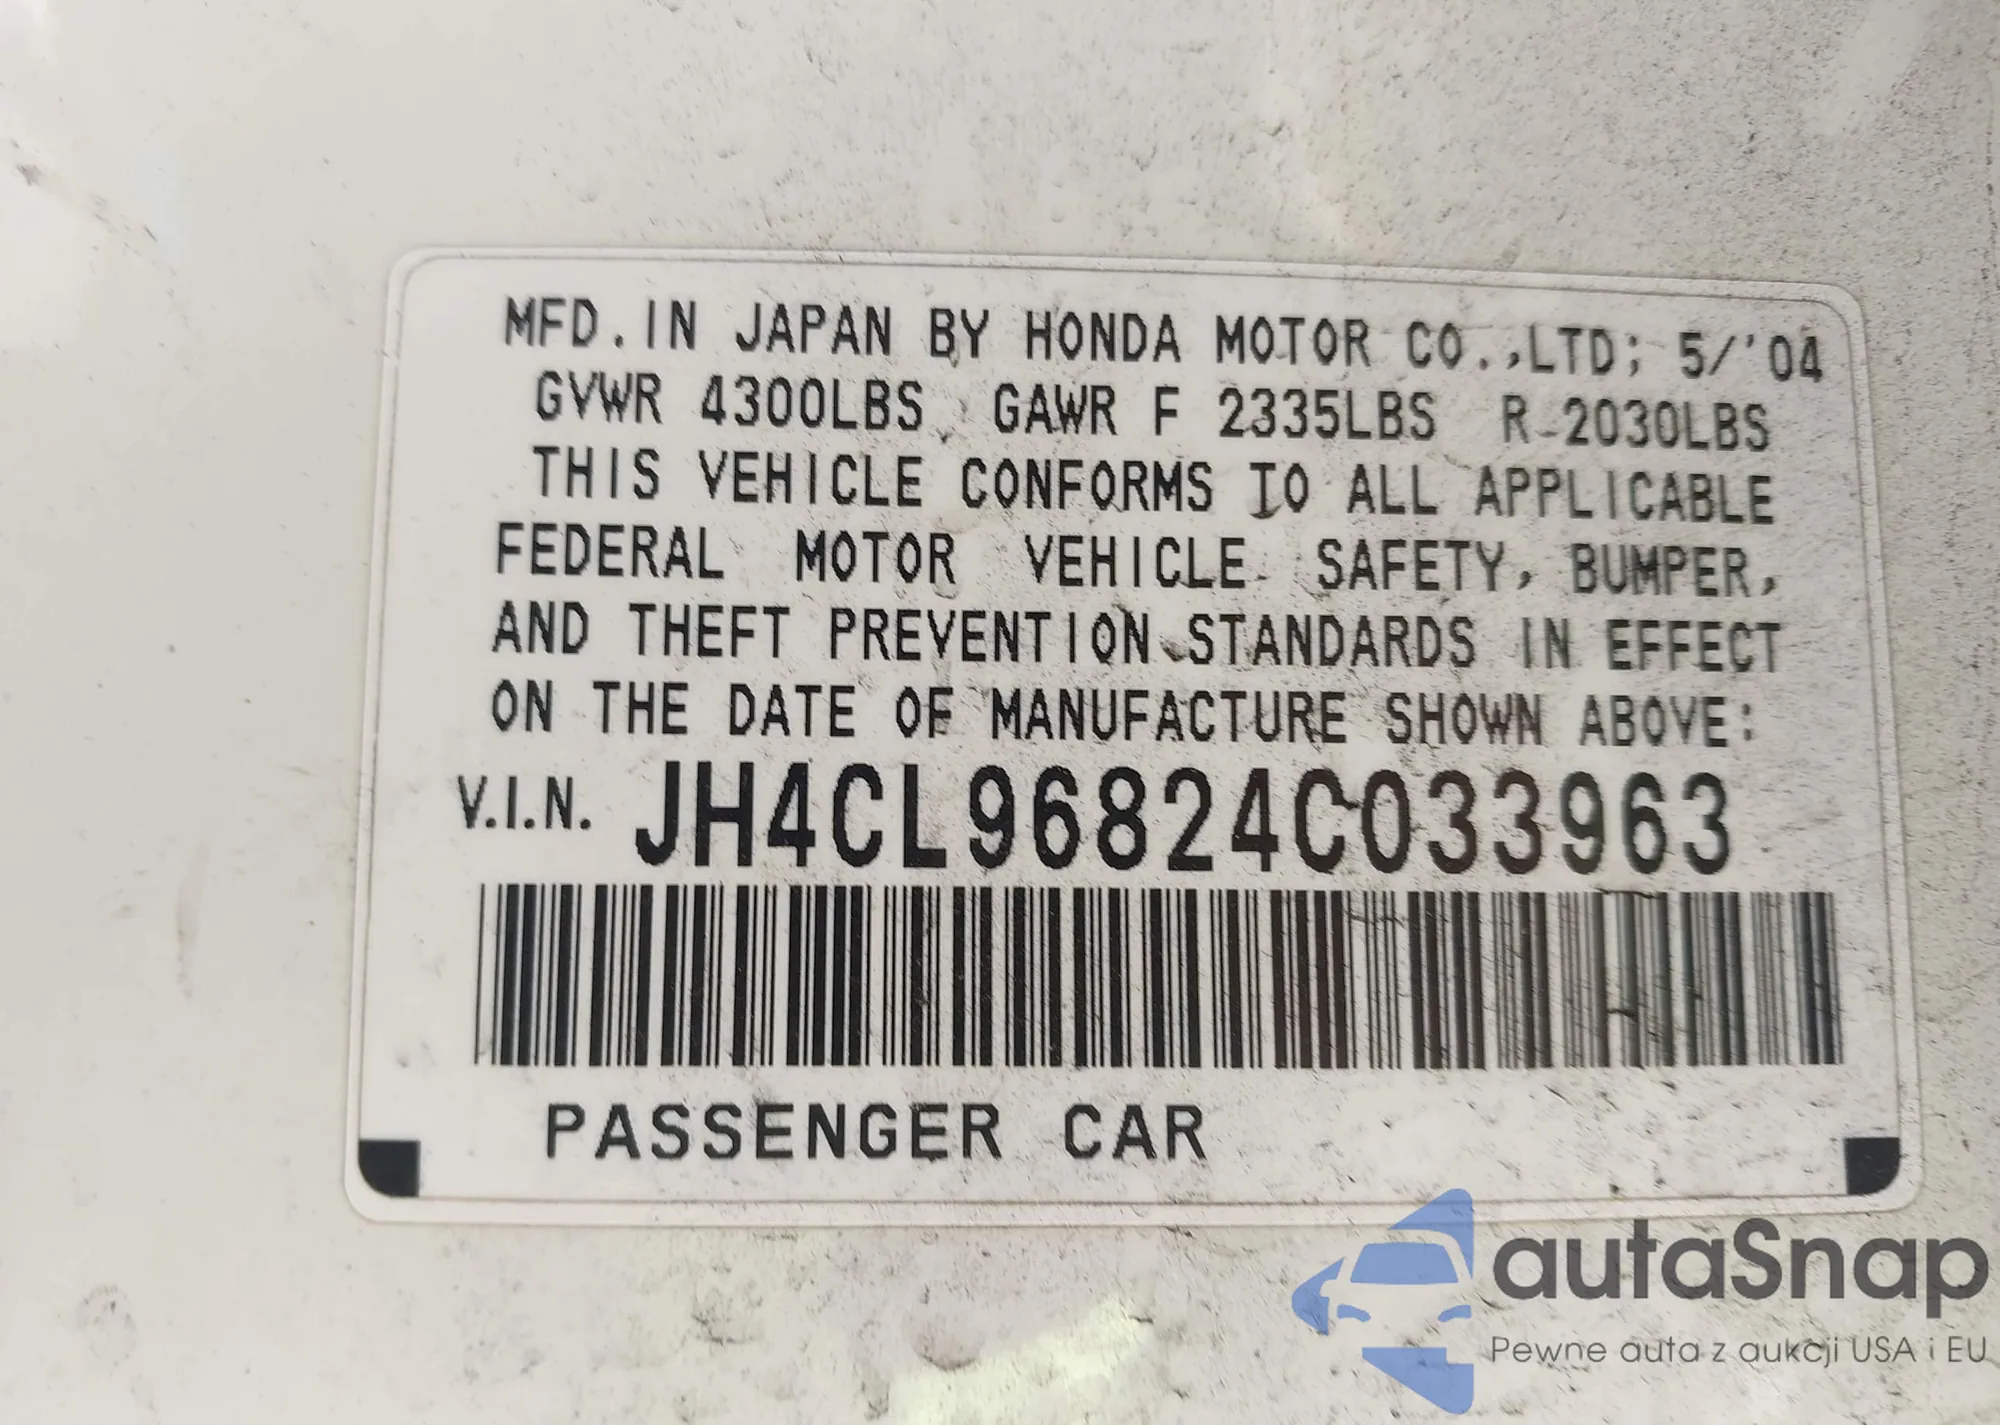 MFD. IN JAPAN BY HONDA MOTOR CO.,LTD; 5/'04
GVWR 4300LBS GAWR F 2335LBS R 2030LBS
THIS VEHICLE CONFORMS TO ALL APPLICABLE
FEDERAL MOTOR VEHICLE SAFETY, BUMPER,
AND THEFT PREVENTION STANDARDS IN EFFECT
ON THE DATE OF MANUFACTURE SHOWN ABOVE:
V.I.N. JH4CL96824C033963
PASSENGER CAR
autaSnap
Pewne auta z aukcji USA i EU